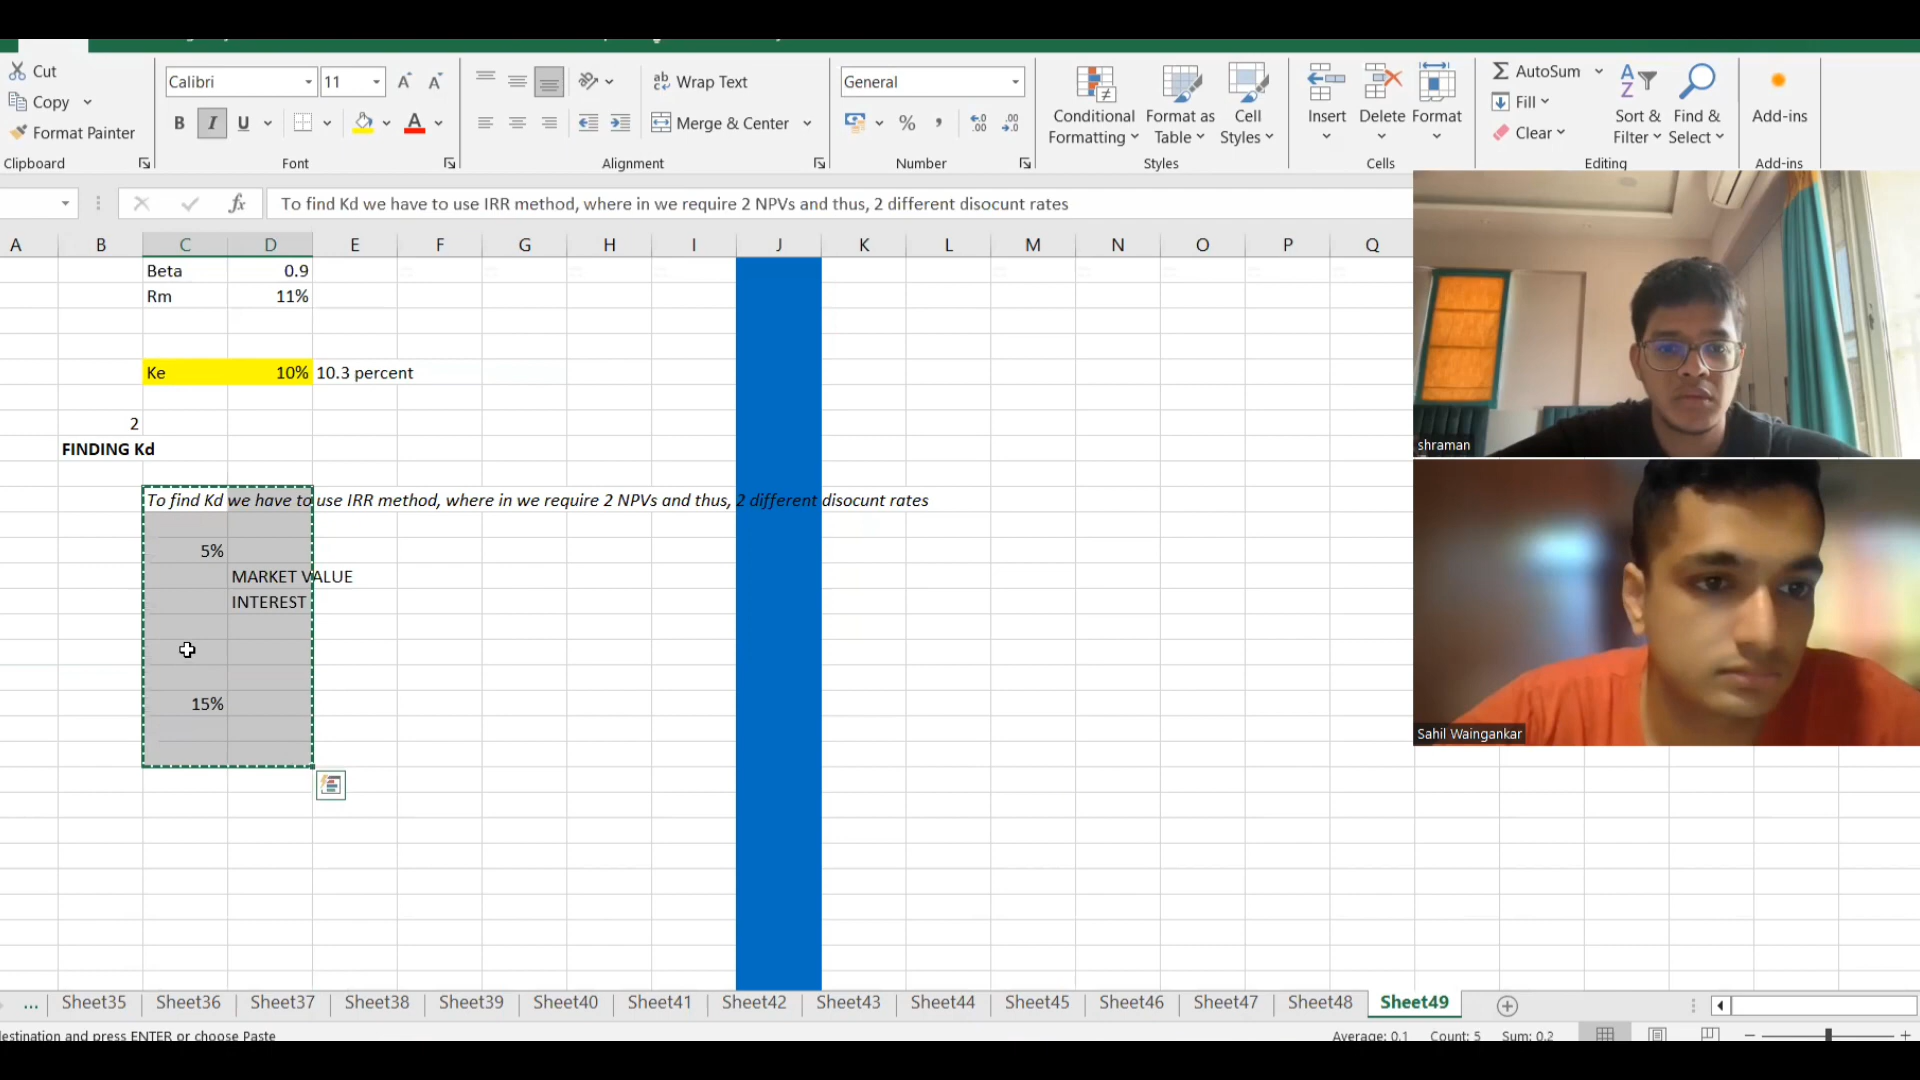 Cut
Copy
Format Painter
Clipboard
Calibri
11
B I U
Font
Wrap Text
Merge & Center
Alignment
General
%
Number
Conditional Formatting
Format as Table
Cell Styles
Styles
Insert
Delete
Format
Cells
AutoSum
Fill
Clear
Sort & Filter
Find & Select
Editing
Add-ins
Add-ins
fx
To find Kd we have to use IRR method, where in we require 2 NPVs and thus, 2 different disocunt rates
A B C D E F G H I J K L M N O P Q
Beta 0.9
Rm 11%
Ke 10% 10.3 percent
2
FINDING Kd
To find Kd we have to use IRR method, where in we require 2 NPVs and thus, 2 different disocunt rates
5%
MARKET VALUE
INTEREST
15%
shraman
Sahil Waingankar
... Sheet35 Sheet36 Sheet37 Sheet38 Sheet39 Sheet40 Sheet41 Sheet42 Sheet43 Sheet44 Sheet45 Sheet46 Sheet47 Sheet48 Sheet49
estination and press ENTER or choose Paste
Average: 0.1 Count: 5 Sum: 0.2